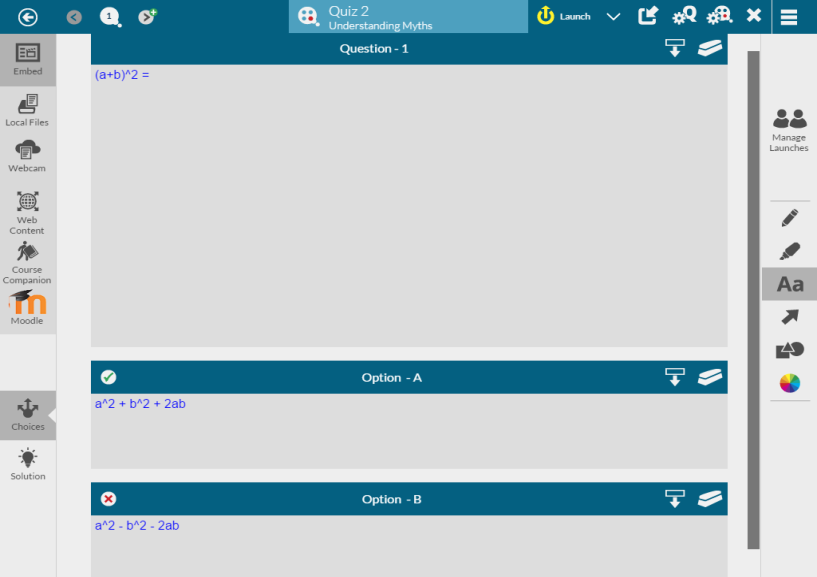 1
Quiz 2
Understanding Myths
Launch
Embed
Local Files
Webcam
Web
Content
Course
Companion
m
Moodle
Choices
Solution
Question - 1
(a+b)^2 =
Option - A
a^2 + b^2 + 2ab
Option - B
a^2 - b^2 - 2ab
Manage
Launches
Aa